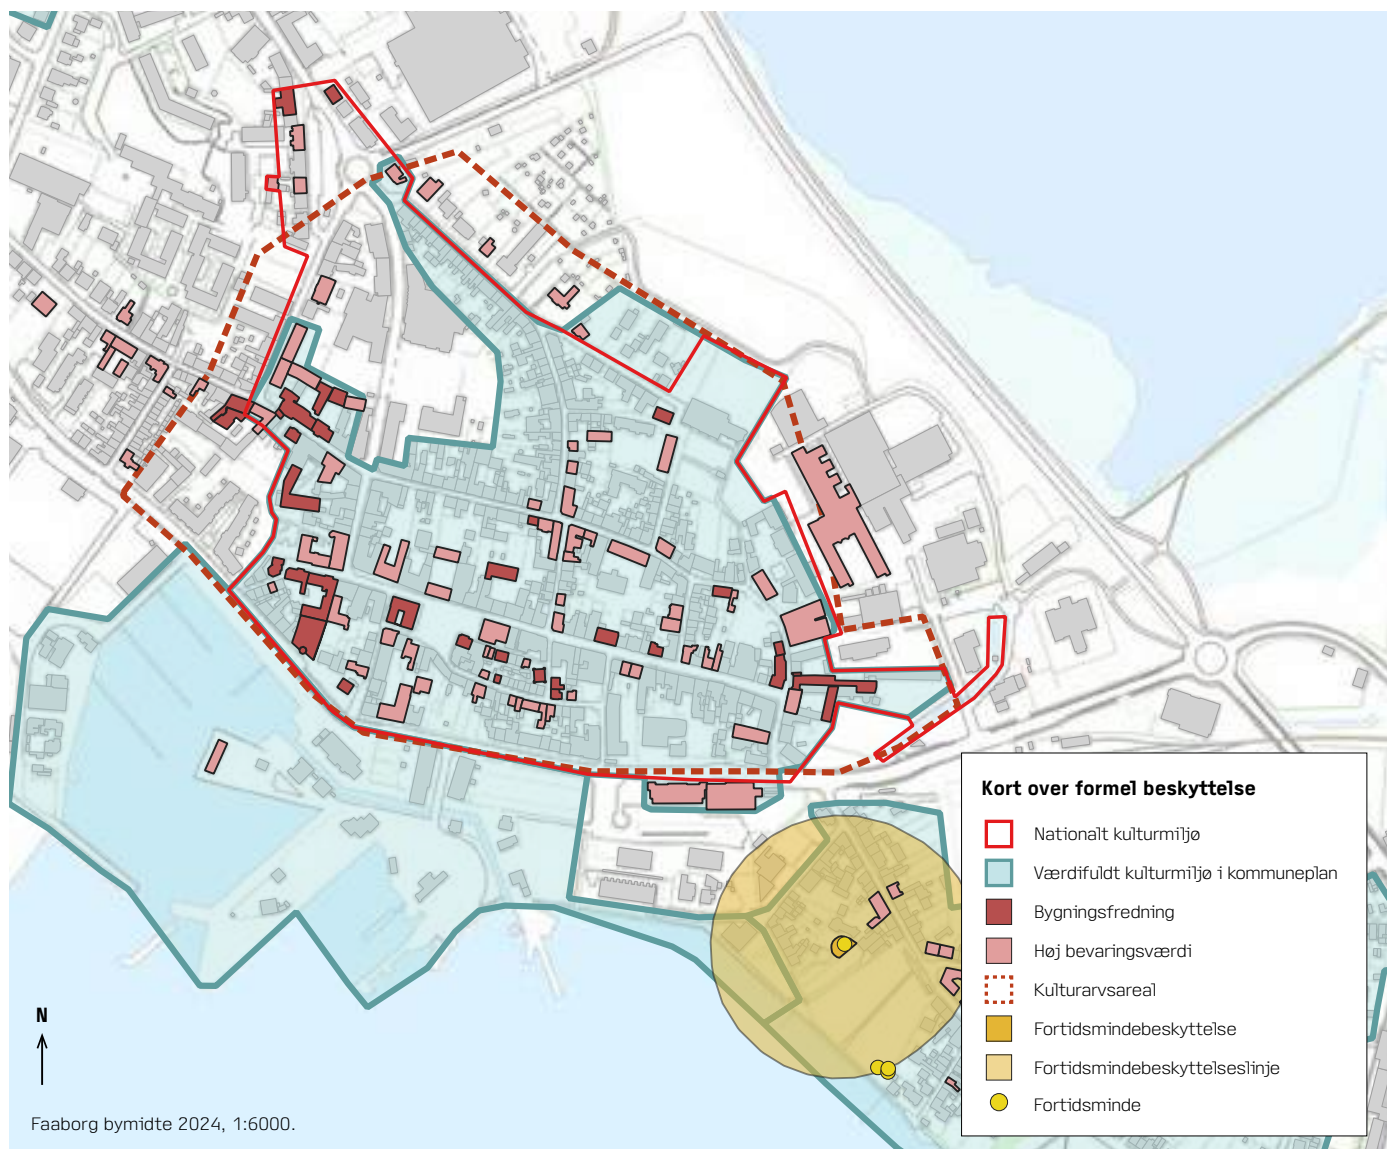 Kort over formel beskyttelse
Nationalt kulturmiljø
Værdifuldt kulturmiljø i kommuneplan
Bygningsfredning
Høj bevaringsværdi
Kulturarvsareal
Fortidsmindebeskyttelse
Fortidsmindebeskyttelseslinje
Fortidsminde
N
Faaborg bymidte 2024, 1:6000.